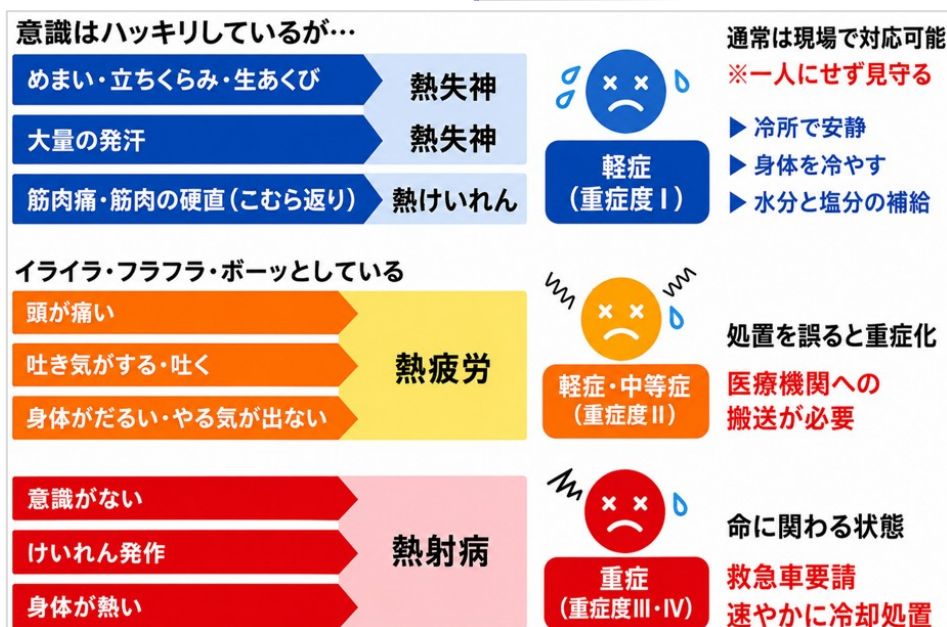 意識はハッキリしているが…
めまい・立ちくらみ・生あくび
熱失神
大量の発汗
熱失神
筋肉痛・筋肉の硬直(こむら返り)
熱けいれん
軽症
(重症度Ⅰ)
通常は現場で対応可能
※一人にせず見守る
▶ 冷所で安静
▶ 身体を冷やす
▶ 水分と塩分の補給
イライラ・フラフラ・ボーッとしている
頭が痛い
吐き気がする・吐く
身体がだるい・やる気が出ない
熱疲労
軽症・中等症
(重症度Ⅱ)
処置を誤ると重症化
医療機関への
搬送が必要
意識がない
けいれん発作
身体が熱い
熱射病
重症
(重症度Ⅲ・Ⅳ)
命に関わる状態
救急車要請
速やかに冷却処置